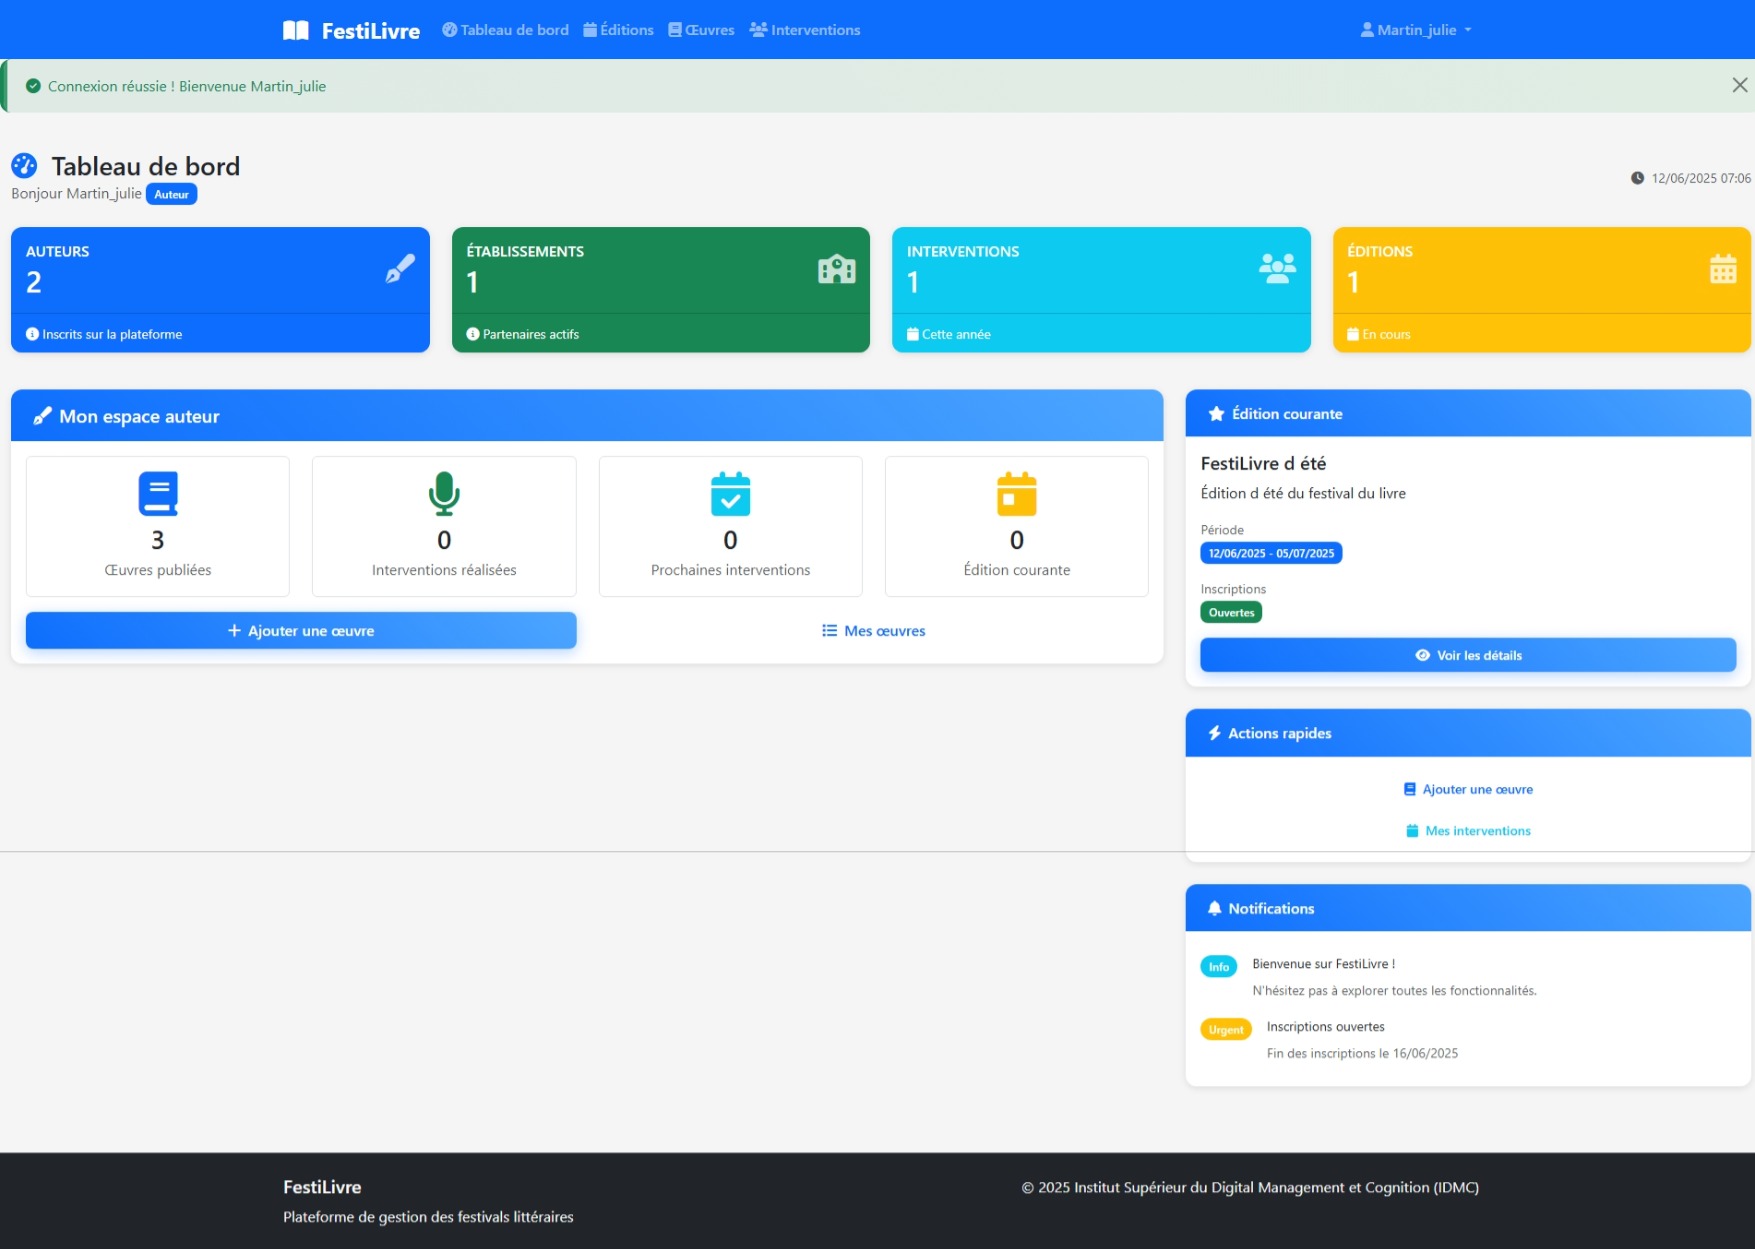 FestiLivre
Tableau de bord
Éditions
Œuvres
Interventions
Martin_julie
Connexion réussie ! Bienvenue Martin_julie
Tableau de bord
Bonjour Martin_julie Auteur
12/06/2025 07:06
AUTEURS
2
Inscrits sur la plateforme
ÉTABLISSEMENTS
1
Partenaires actifs
INTERVENTIONS
1
Cette année
ÉDITIONS
1
En cours
Mon espace auteur
3
Œuvres publiées
0
Interventions réalisées
0
Prochaines interventions
0
Édition courante
Ajouter une œuvre
Mes œuvres
Édition courante
FestiLivre d été
Édition d été du festival du livre
Période
12/06/2025 - 05/07/2025
Inscriptions
Ouvertes
Voir les détails
Actions rapides
Ajouter une œuvre
Mes interventions
Notifications
Info
Bienvenue sur FestiLivre !
N'hésitez pas à explorer toutes les fonctionnalités.
Urgent
Inscriptions ouvertes
Fin des inscriptions le 16/06/2025
FestiLivre
Plateforme de gestion des festivals littéraires
© 2025 Institut Supérieur du Digital Management et Cognition (IDMC)